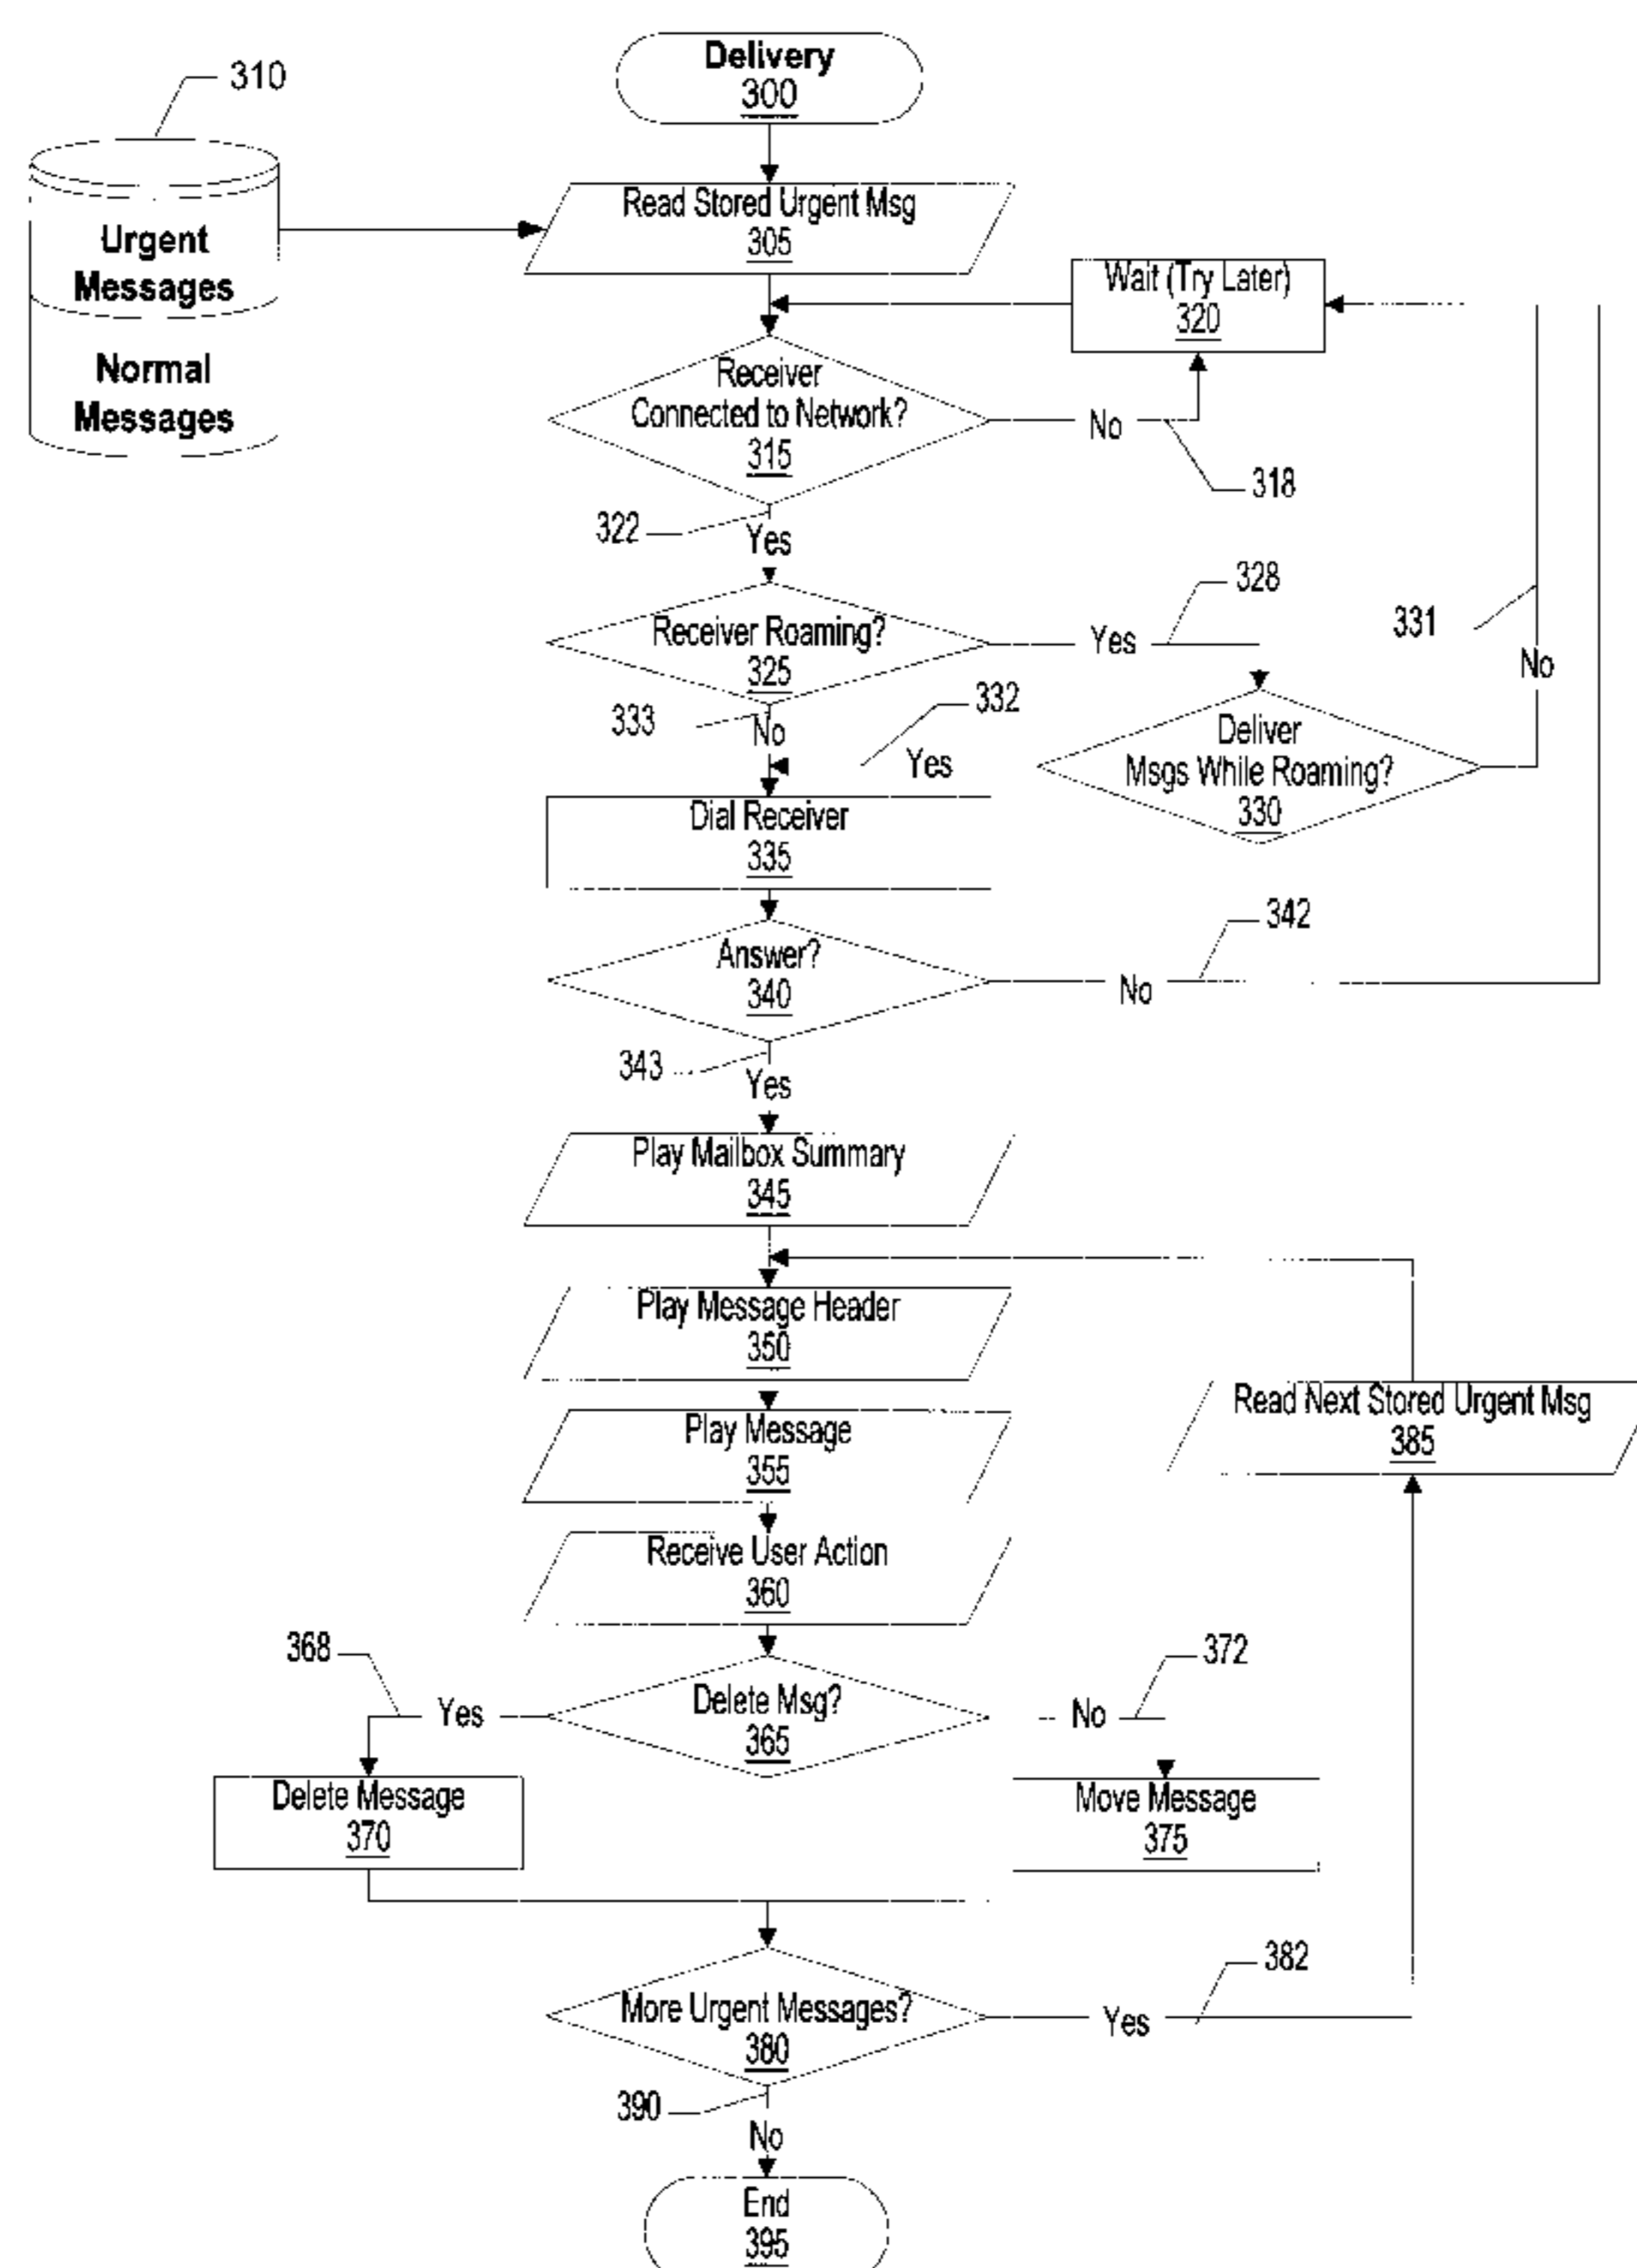 Delivery
300
310
Urgent
Messages
Normal
Messages
Read Stored Urgent Msg
305
Wait (Try Later)
320
Receiver
Connected to Network?
315
No
318
322
Yes
Receiver Roaming?
325
Yes
328
331
No
333
No
332
Yes
Deliver
Msgs While Roaming?
330
Dial Receiver
335
Answer?
340
No
342
343
Yes
Play Mailbox Summary
345
Play Message Header
350
Read Next Stored Urgent Msg
385
Play Message
355
Receive User Action
360
368
Yes
Delete Msg?
365
No
372
Delete Message
370
Move Message
375
More Urgent Messages?
380
Yes
382
390
No
End
395